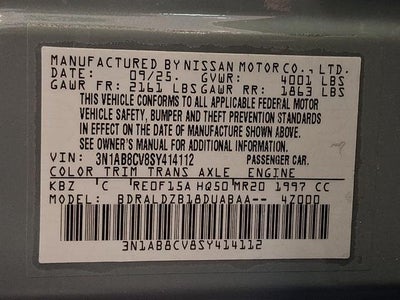 MANUFACTURED BY NISSAN MOTOR CO., LTD.
DATE: 09/25. GVWR: 4001 LBS
GAWR FR: 2161 LBS GAWR RR: 1863 LBS
THIS VEHICLE CONFORMS TO ALL APPLICABLE FEDERAL MOTOR
VEHICLE SAFETY, BUMPER AND THEFT PREVENTION STANDARDS
IN EFFECT ON THE DATE OF MANUFACTURE SHOWN ABOVE.
SEE OWNER'S MANUAL FOR ADDITIONAL INFORMATION.
VIN: 3N1AB8CV8SY414112 PASSENGER CAR.
COLOR TRIM TRANS AXLE ENGINE
KBZ C RE0F15A HQ50 MR20 1997 CC
MODEL: BDRALDZB18DUABAA-- 4Z000
3N1AB8CV8SY414112